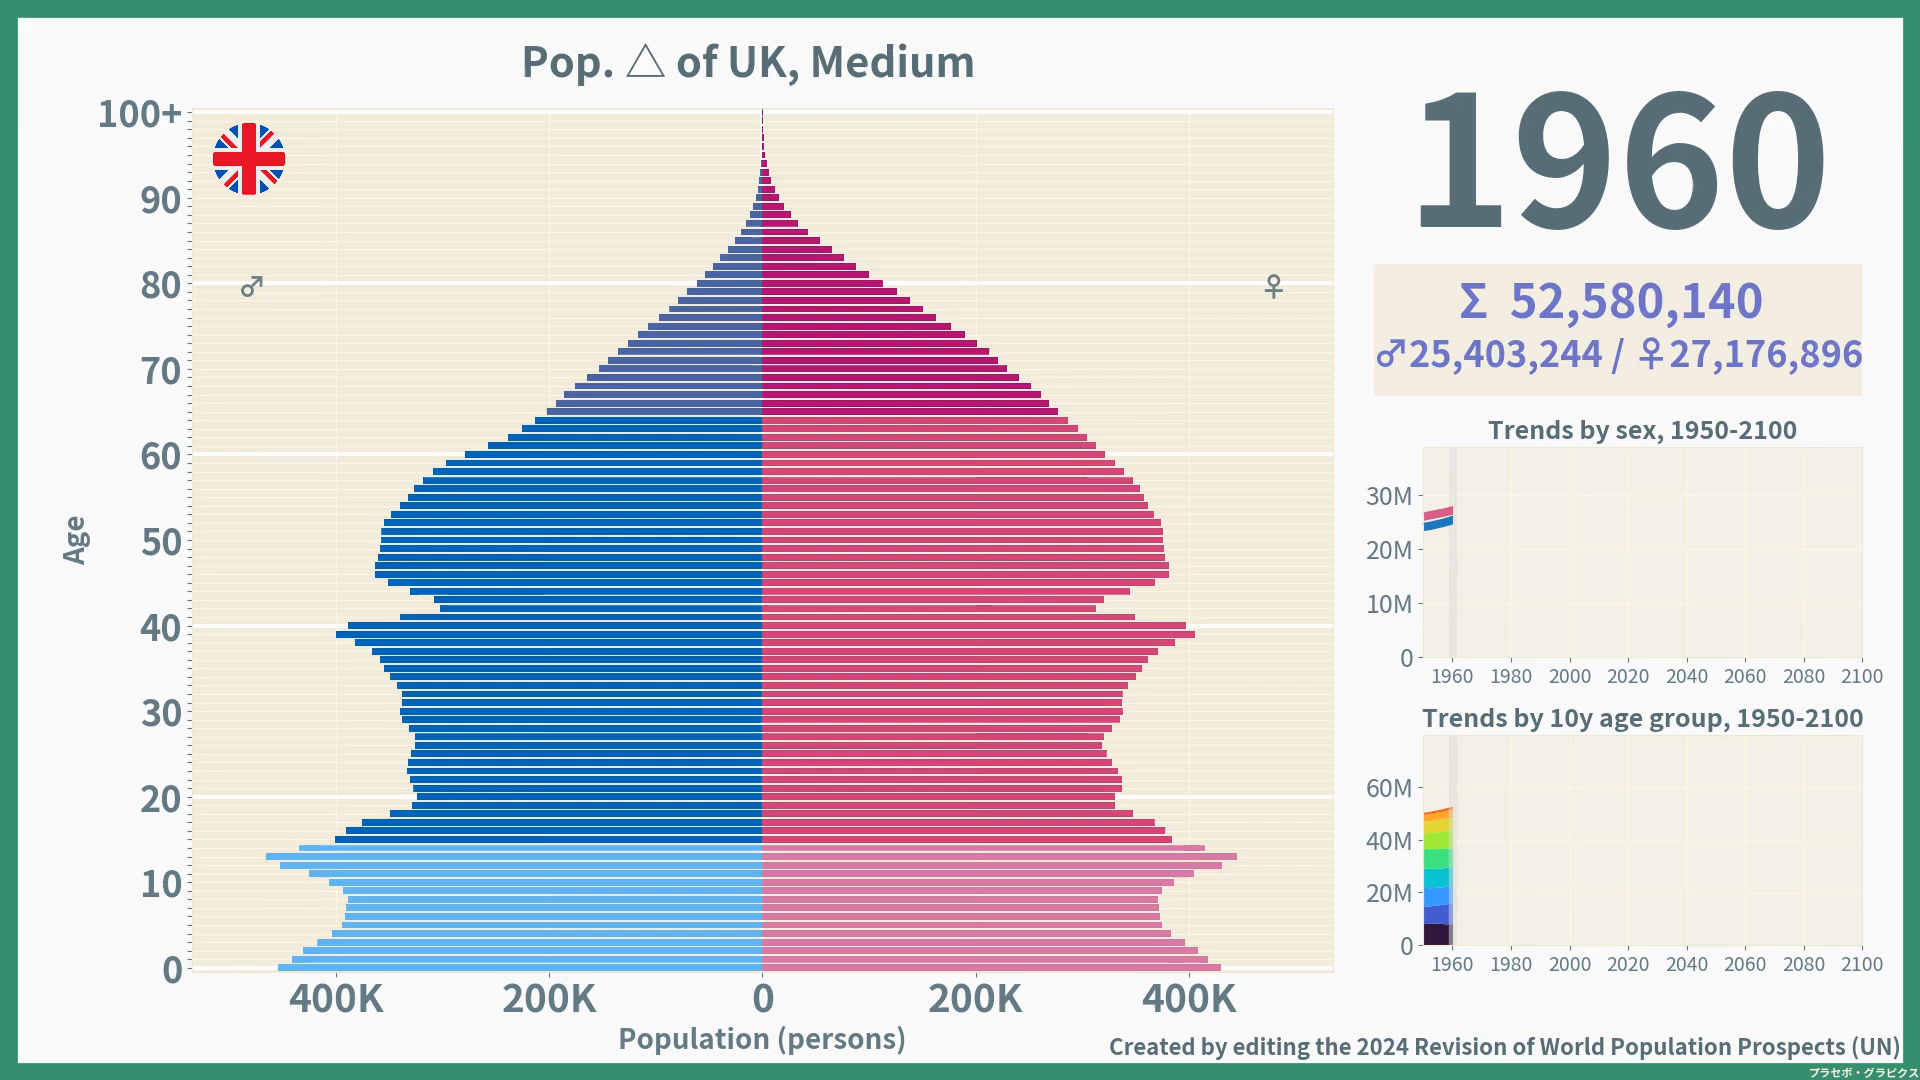 Pop. △ of UK, Medium
100+
90
80
70
60
50
40
30
20
10
0
Age
♂
♀
400K
200K
0
200K
400K
Population (persons)
1960
Σ 52,580,140
♂25,403,244 / ♀27,176,896
Trends by sex, 1950-2100
30M
20M
10M
0
1960 1980 2000 2020 2040 2060 2080 2100
Trends by 10y age group, 1950-2100
60M
40M
20M
0
1960 1980 2000 2020 2040 2060 2080 2100
Created by editing the 2024 Revision of World Population Prospects (UN)
プラセボ・グラビクス